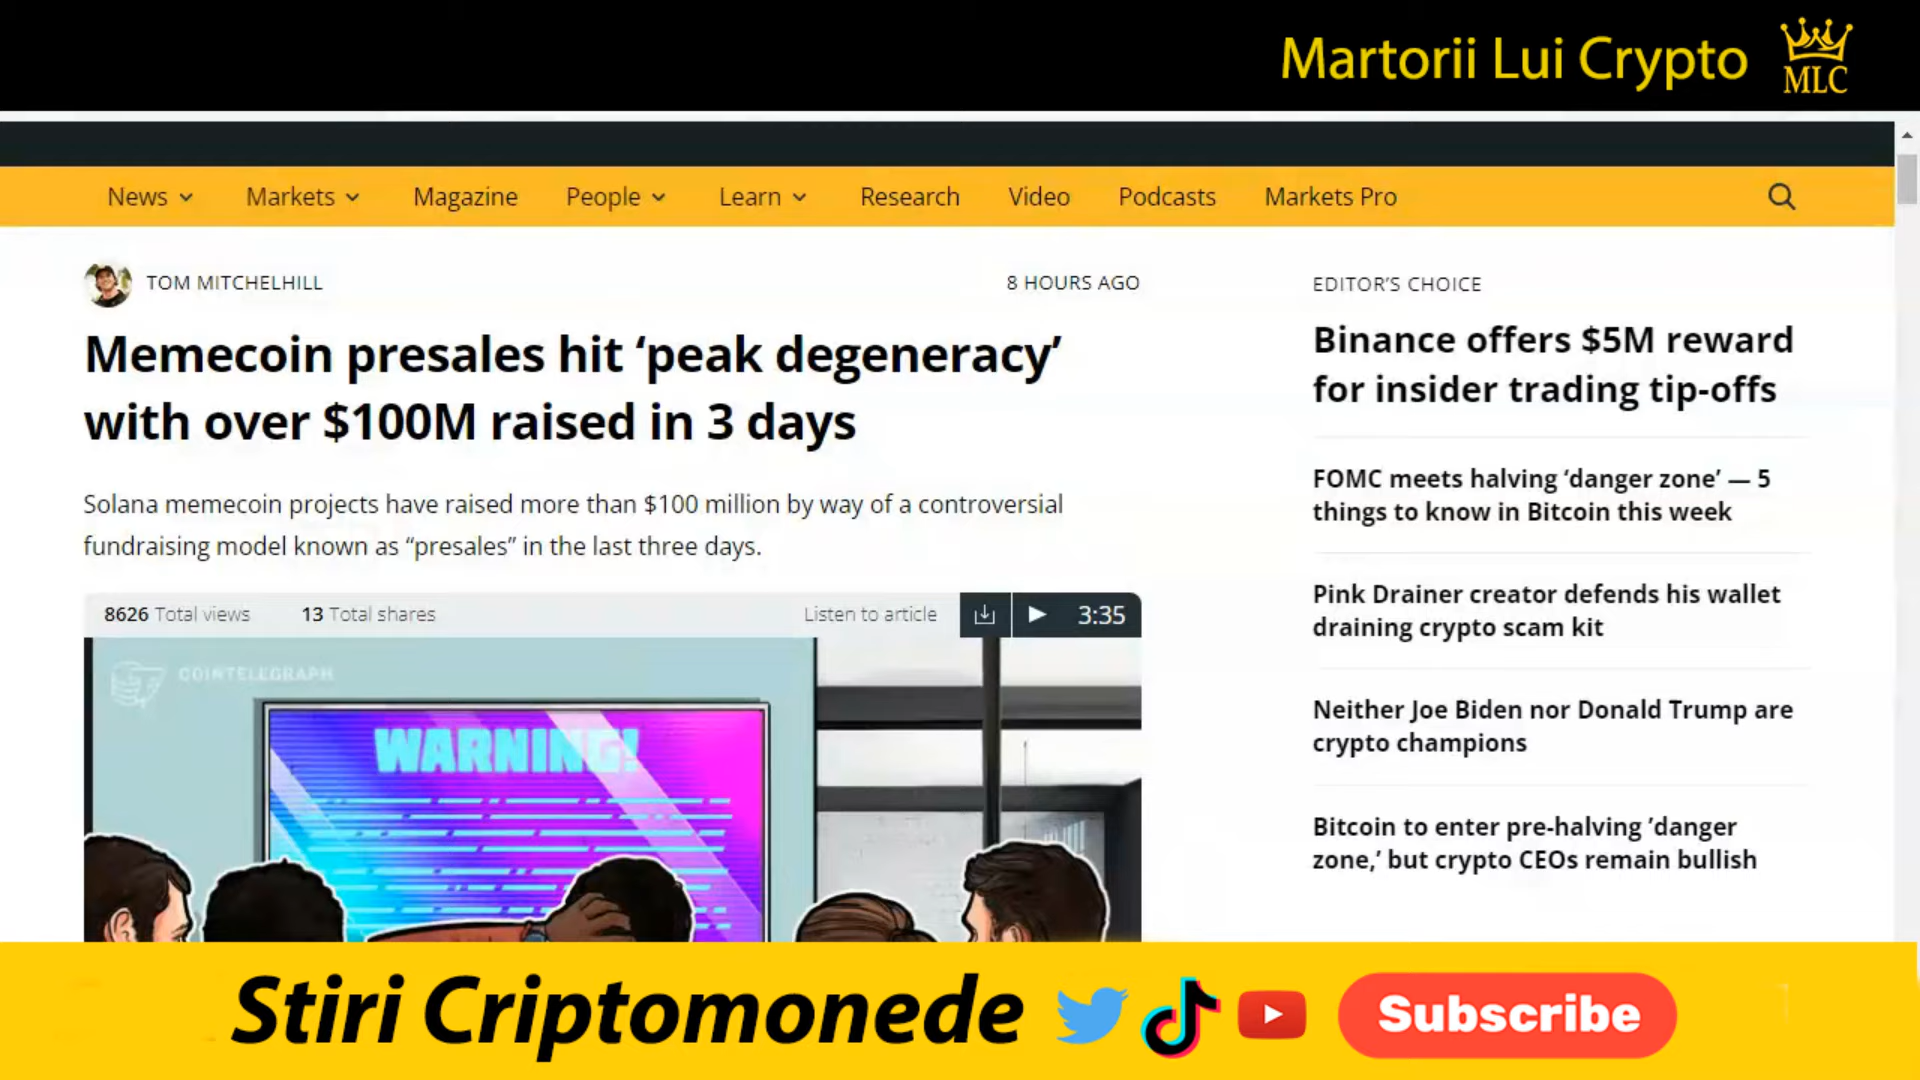 Martorii Lui Crypto
MLC
News
Markets
Magazine
People
Learn
Research
Video
Podcasts
Markets Pro
TOM MITCHELHILL
8 HOURS AGO
Memecoin presales hit ‘peak degeneracy’
with over $100M raised in 3 days
Solana memecoin projects have raised more than $100 million by way of a controversial
fundraising model known as “presales” in the last three days.
8626 Total views
13 Total shares
Listen to article
3:35
COINTELEGRAPH
WARNING!
EDITOR’S CHOICE
Binance offers $5M reward
for insider trading tip-offs
FOMC meets halving ‘danger zone’ — 5
things to know in Bitcoin this week
Pink Drainer creator defends his wallet
draining crypto scam kit
Neither Joe Biden nor Donald Trump are
crypto champions
Bitcoin to enter pre-halving ’danger
zone,’ but crypto CEOs remain bullish
Stiri Criptomonede
Subscribe